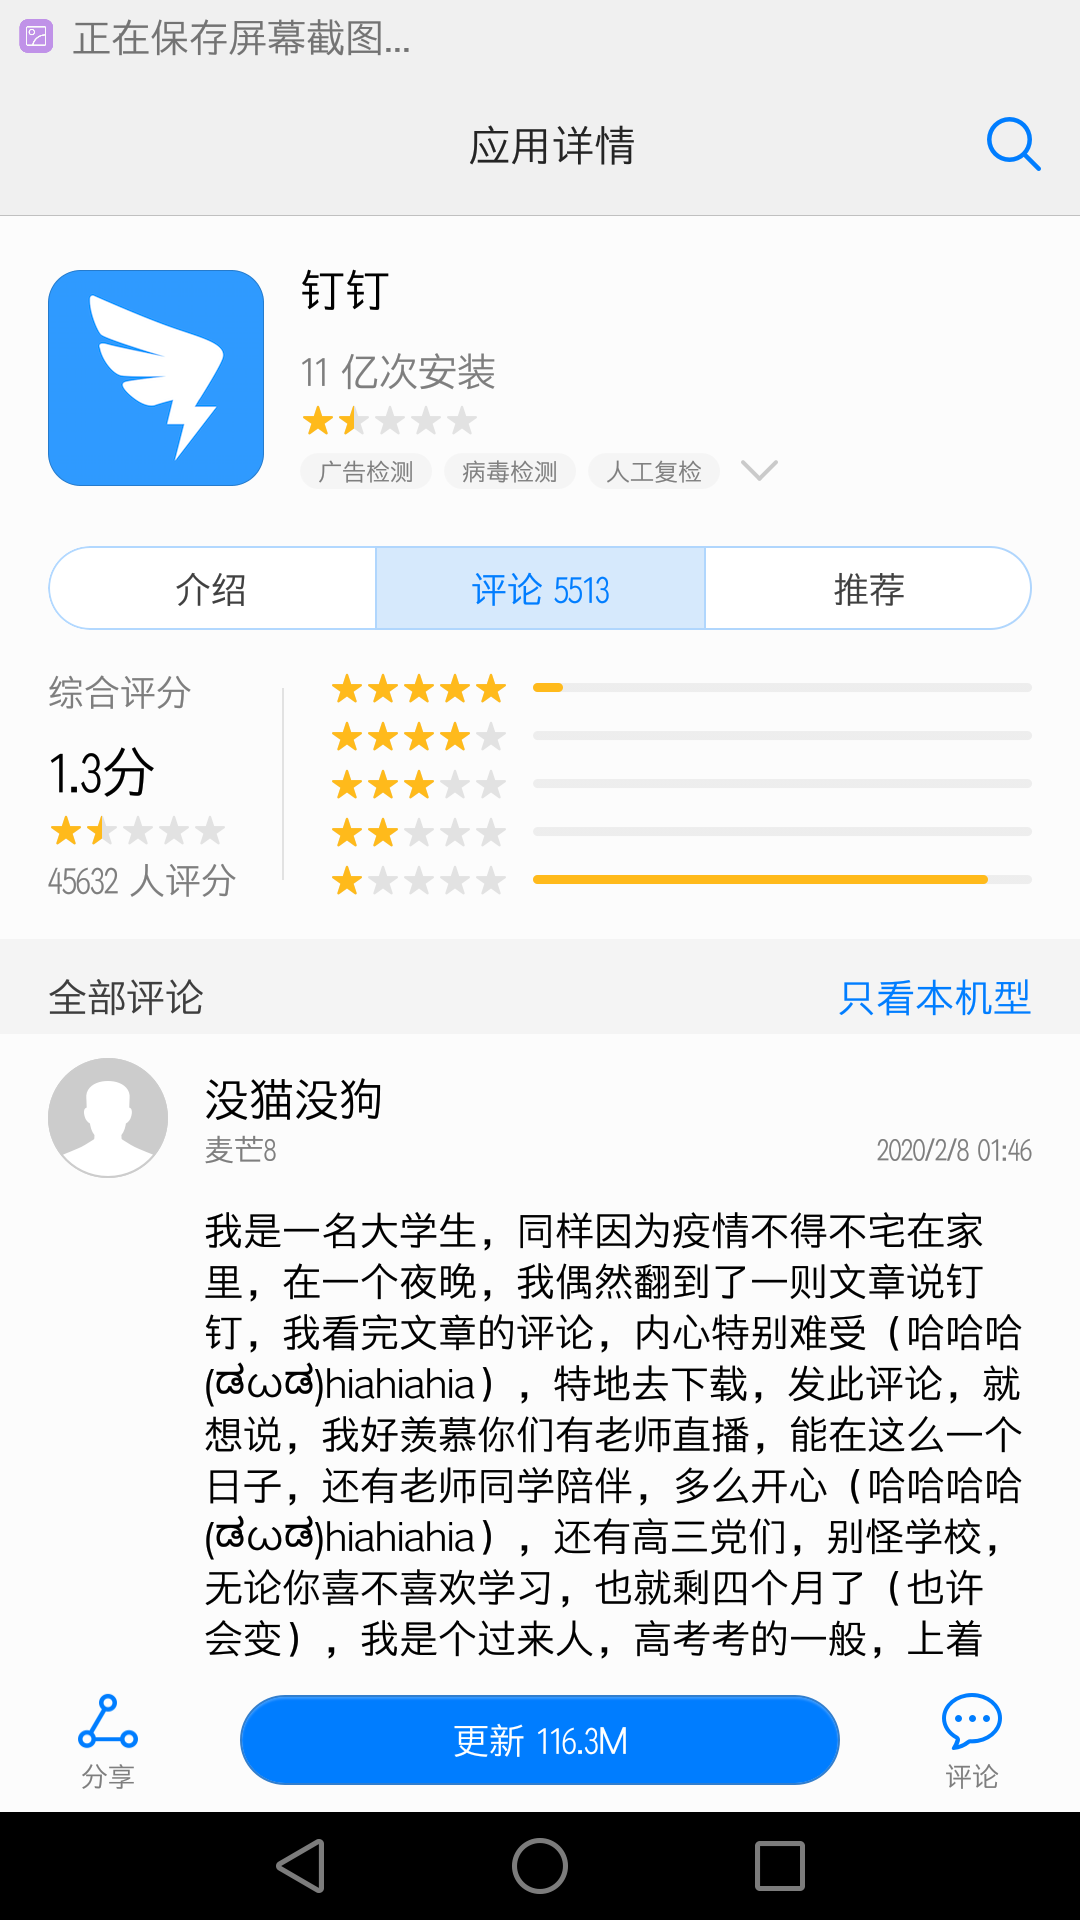 正在保存屏幕截图...
应用详情
钉钉
11 亿次安装
广告检测 病毒检测 人工复检
介绍 评论 5513 推荐
综合评分
1.3分
45632 人评分
全部评论 只看本机型
没猫没狗
麦芒8 2020/2/8 01:46
我是一名大学生，同样因为疫情不得不宅在家
里，在一个夜晚，我偶然翻到了一则文章说钉
钉，我看完文章的评论，内心特别难受（哈哈哈
(ಡωಡ)hiahiahia），特地去下载，发此评论，就
想说，我好羡慕你们有老师直播，能在这么一个
日子，还有老师同学陪伴，多么开心（哈哈哈哈
(ಡωಡ)hiahiahia），还有高三党们，别怪学校，
无论你喜不喜欢学习，也就剩四个月了（也许
会变），我是个过来人，高考考的一般，上着
更新 116.3M
分享 评论